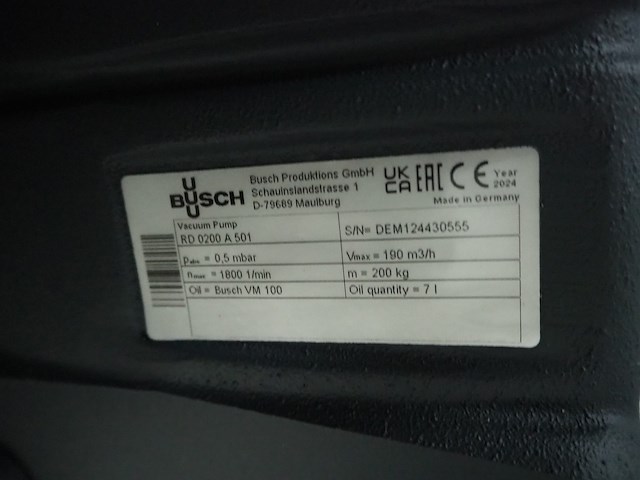 BUSCH
Busch Produktions GmbH
Schauinslandstrasse 1
D-79689 Maulburg
UK CA EAC CE Year 2024
Made in Germany
Vacuum Pump
RD 0200 A 501
S/N= DEM124430555
Pabs = 0,5 mbar
Vmax = 190 m3/h
nmax = 1800 1/min
m = 200 kg
Oil = Busch VM 100
Oil quantity = 7 l